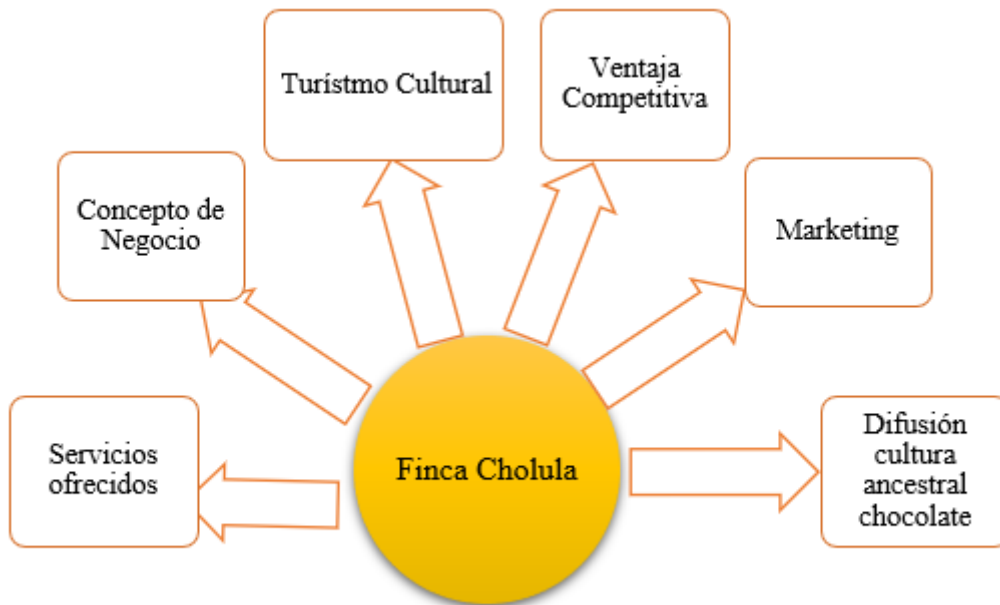 Turístmo Cultural
Ventaja
Competitiva
Concepto de
Negocio
Marketing
Servicios
ofrecidos
Finca Cholula
Difusión
cultura
ancestral
chocolate